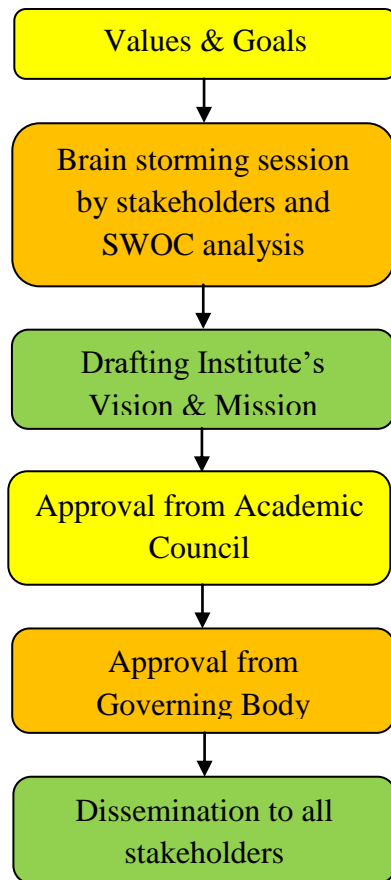 Values & Goals
Brain storming session
by stakeholders and
SWOC analysis
Drafting Institute’s
Vision & Mission
Approval from Academic
Council
Approval from
Governing Body
Dissemination to all
stakeholders